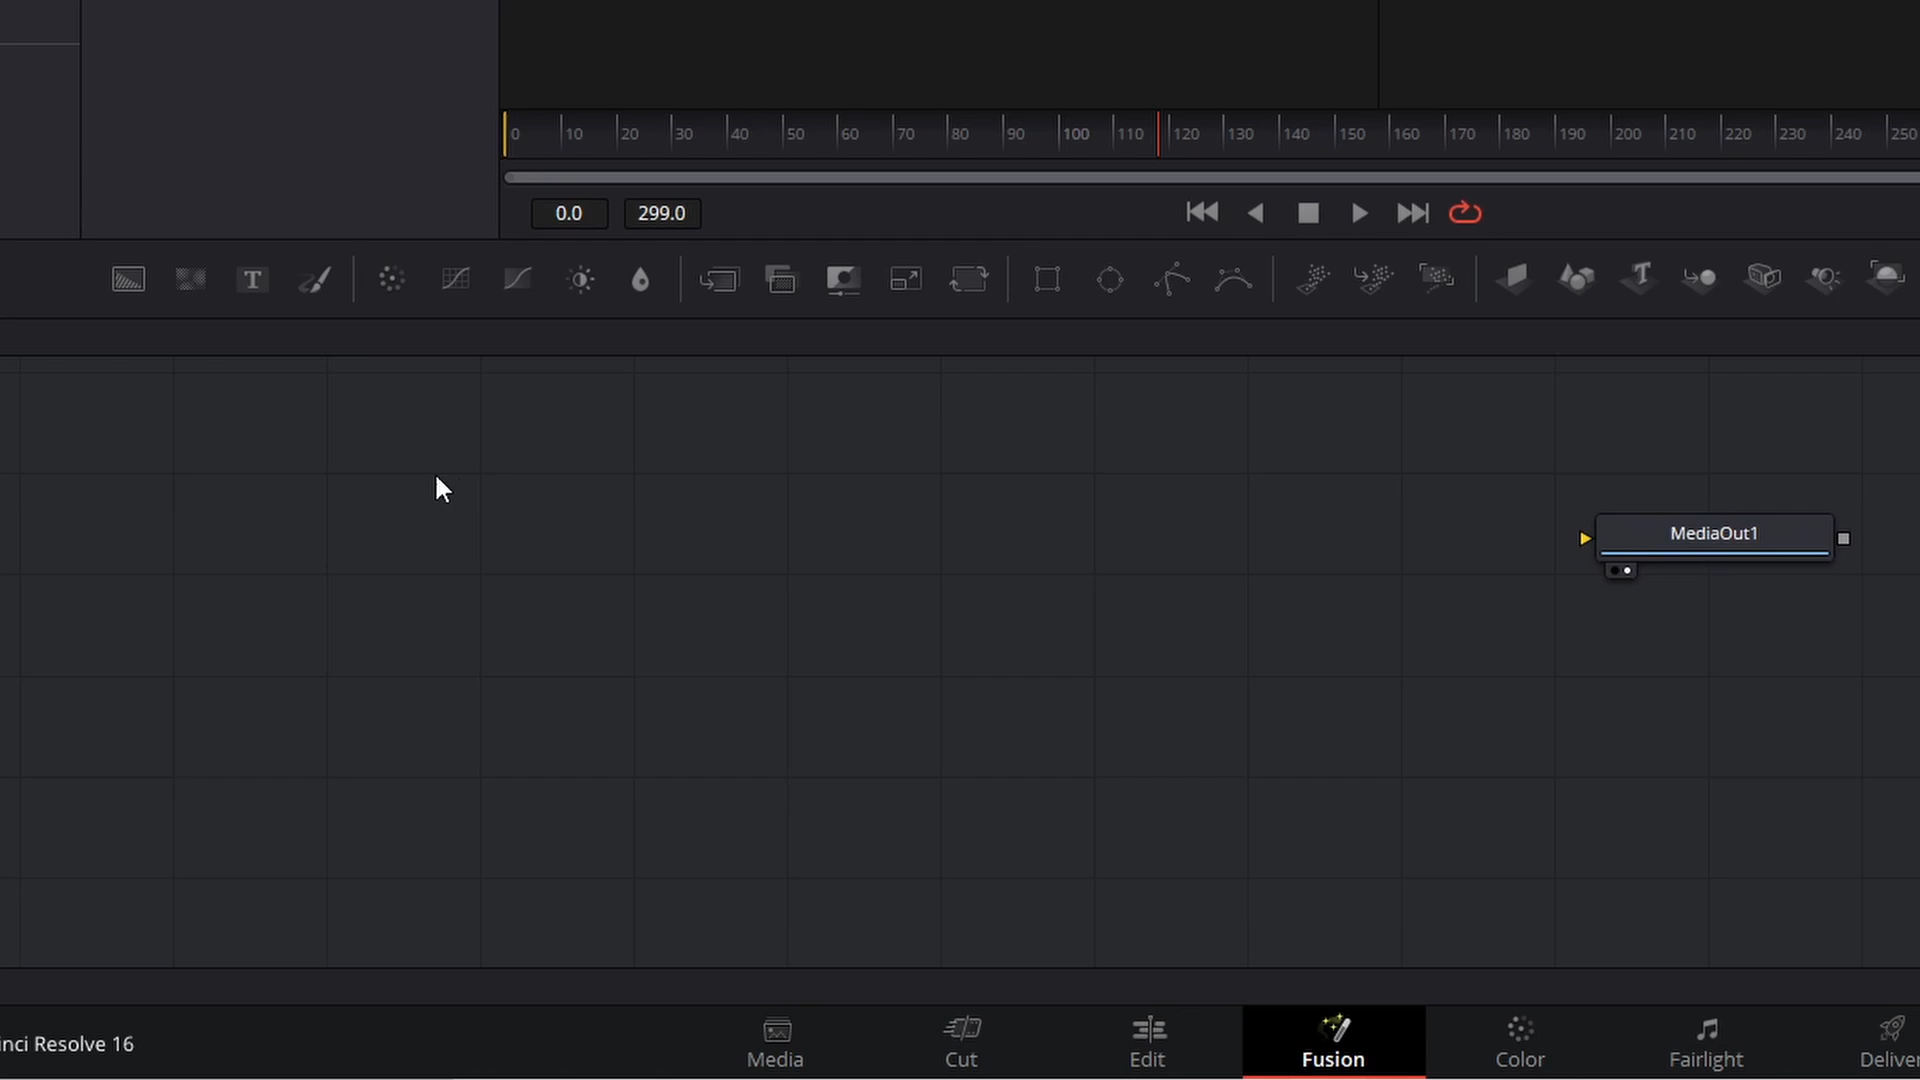 0 10 20 30 40 50 60 70 80 90 100 110 120 130 140 150 160 170 180 190 200 210 220 230 240 250
0.0 299.0
T T
MediaOut1
inci Resolve 16
Media Cut Edit Fusion Color Fairlight Deliver